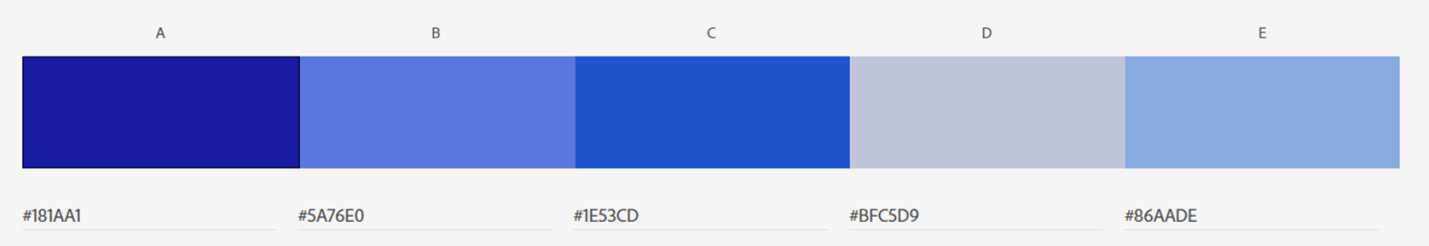 A B C D E
#181AA1 #5A76E0 #1E53CD #BFC5D9 #86AADE